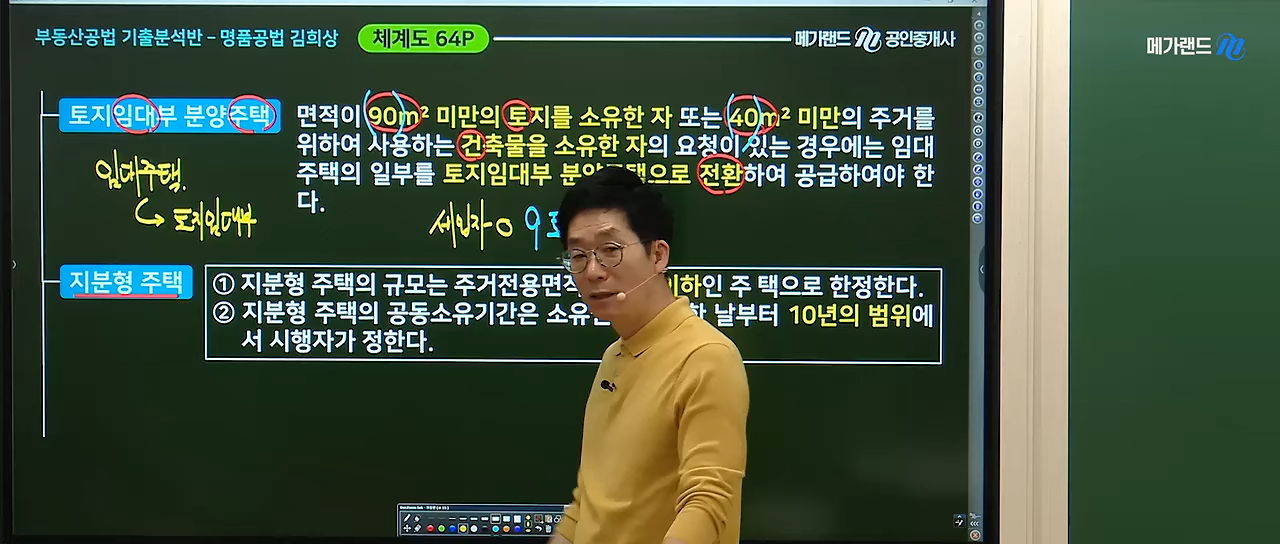 부동산공법 기출분석반 - 명품공법 김희상
체계도 64P
메가랜드 공인중개사
메가랜드
토지임대부 분양주택
면적이 90m² 미만의 토지를 소유한 자 또는 40m² 미만의 주거를
위하여 사용하는 건축물을 소유한 자의 요청이 있는 경우에는 임대
주택의 일부를 토지임대부 분양주택으로 전환하여 공급하여야 한
다.
임대주택.
토지임대부
세입자 0 9
지분형 주택
① 지분형 주택의 규모는 주거전용면적 이하인 주 택으로 한정한다.
② 지분형 주택의 공동소유기간은 소유 날부터 10년의 범위에
서 시행자가 정한다.